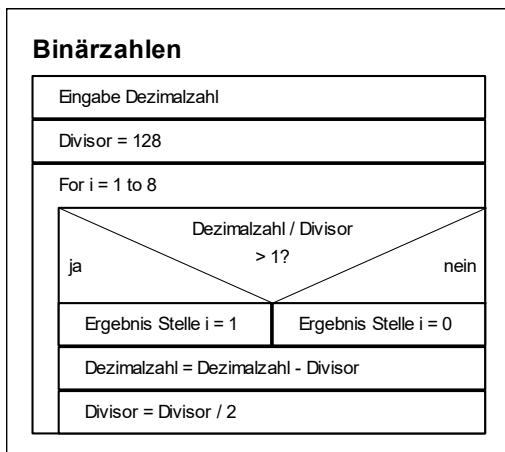 Binärzahlen
Eingabe Dezimalzahl
Divisor = 128
For i = 1 to 8
Dezimalzahl / Divisor
> 1?
ja
nein
Ergebnis Stelle i = 1
Ergebnis Stelle i = 0
Dezimalzahl = Dezimalzahl - Divisor
Divisor = Divisor / 2